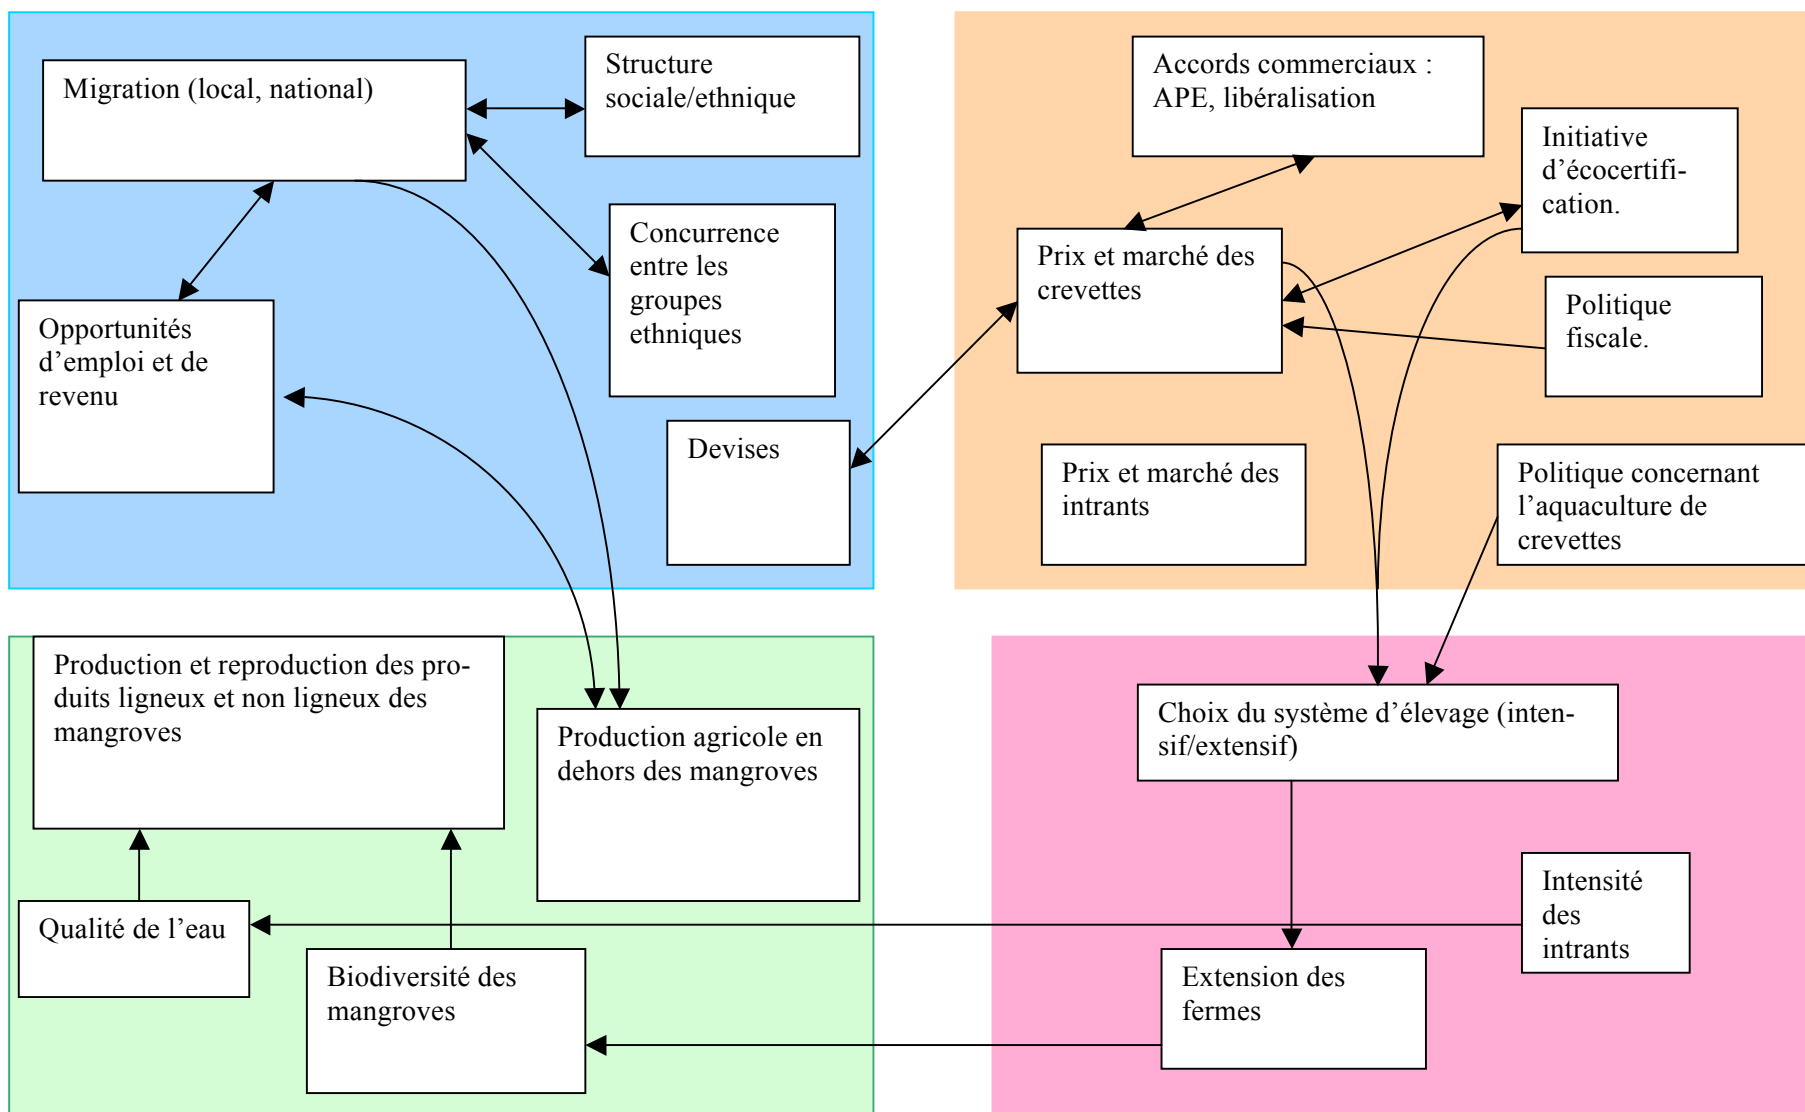 Migration (local, national)
Structure
sociale/ethnique
Concurrence
entre les
groupes
ethniques
Opportunités
d’emploi et de
revenu
Devises
Accords commerciaux :
APE, libéralisation
Initiative
d’écocertifi-
cation.
Prix et marché des
crevettes
Politique
fiscale.
Prix et marché des
intrants
Politique concernant
l’aquaculture de
crevettes
Production et reproduction des pro-
duits ligneux et non ligneux des
mangroves
Production agricole en
dehors des mangroves
Qualité de l’eau
Biodiversité des
mangroves
Choix du système d’élevage (inten-
sif/extensif)
Intensité
des
intrants
Extension des
fermes